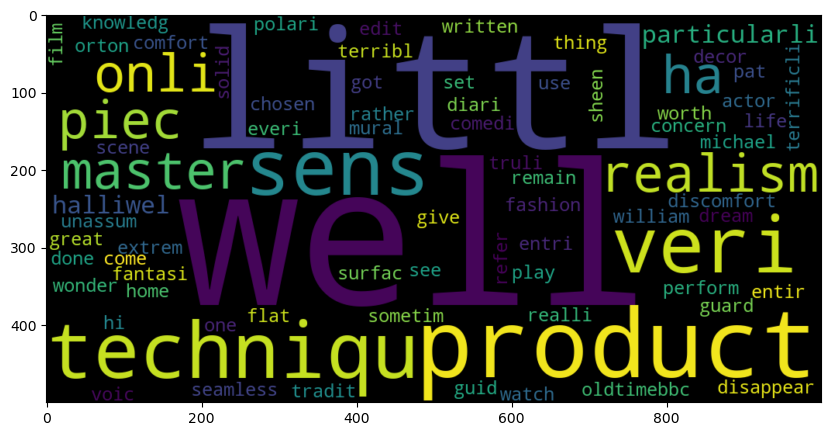 0
100
200
300
400
0
200
400
600
800
film
knowledg
orton
comfort
solid
polari
edit
written
thing
particularli
terribl
decor
pat
onli
littl
ha
got
set
use
sheen
actor
terrificli
chosen
diari
worth
life
piec
everi
rather
mural
comedi
concern
michael
scene
master
sens
truli
remain
realism
halliwel
unassum
well
give
fashion
discomfort
william
dream
great
extrem
refer
entri
veri
done
come
fantasi
surfac
see
play
wonder
home
perform
entir
guard
hi
one
flat
sometim
realli
techniqu
product
voic
seamless
tradit
guid
watch
oldtimebbc
disappear